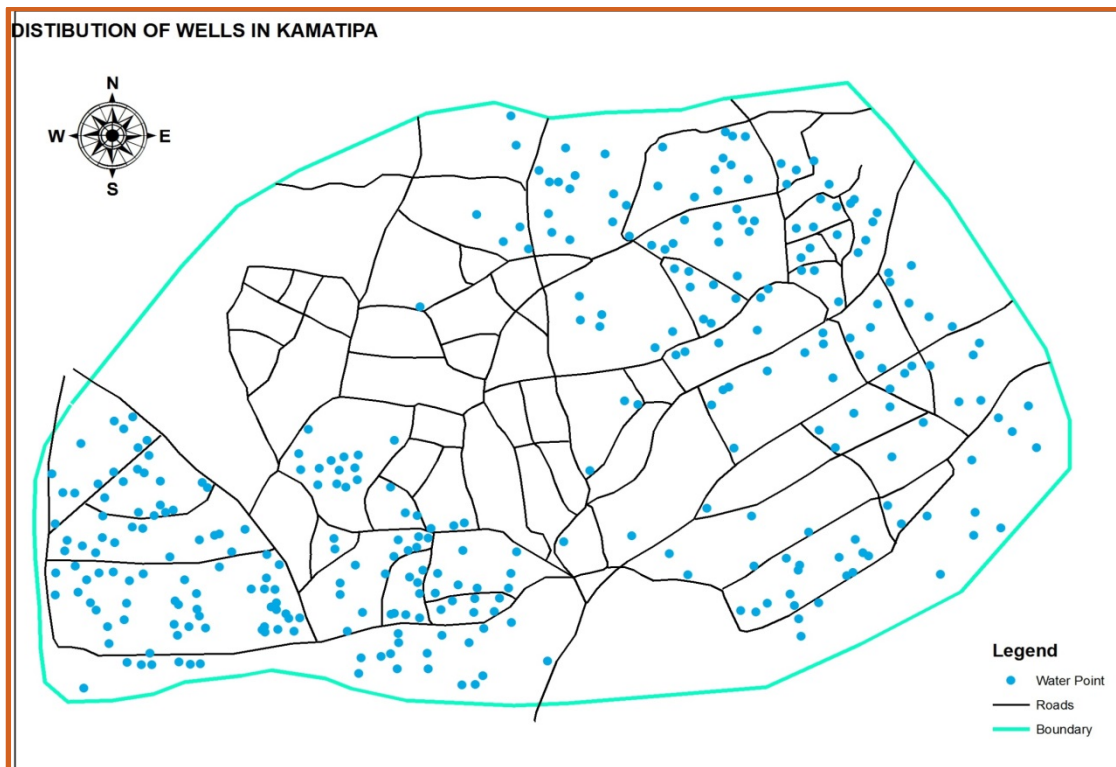 DISTIBUTION OF WELLS IN KAMATIPA
N
W E
S
Legend
Water Point
Roads
Boundary